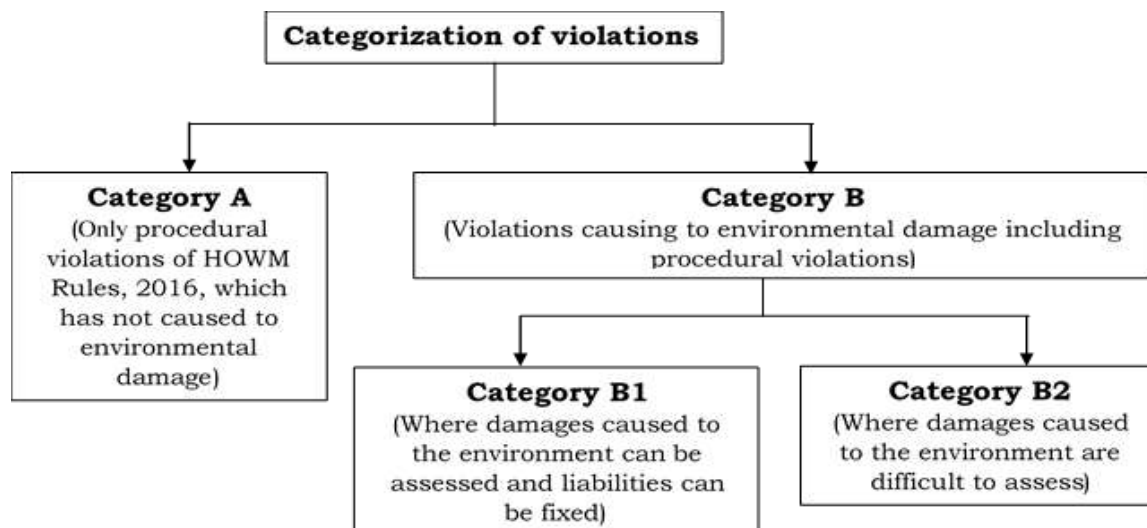 Categorization of violations
Category A
(Only procedural
violations of HOWM
Rules, 2016, which
has not caused to
environmental
damage)
Category B
(Violations causing to environmental damage including
procedural violations)
Category B1
(Where damages caused to
the environment can be
assessed and liabilities can
be fixed)
Category B2
(Where damages caused
to the environment are
difficult to assess)